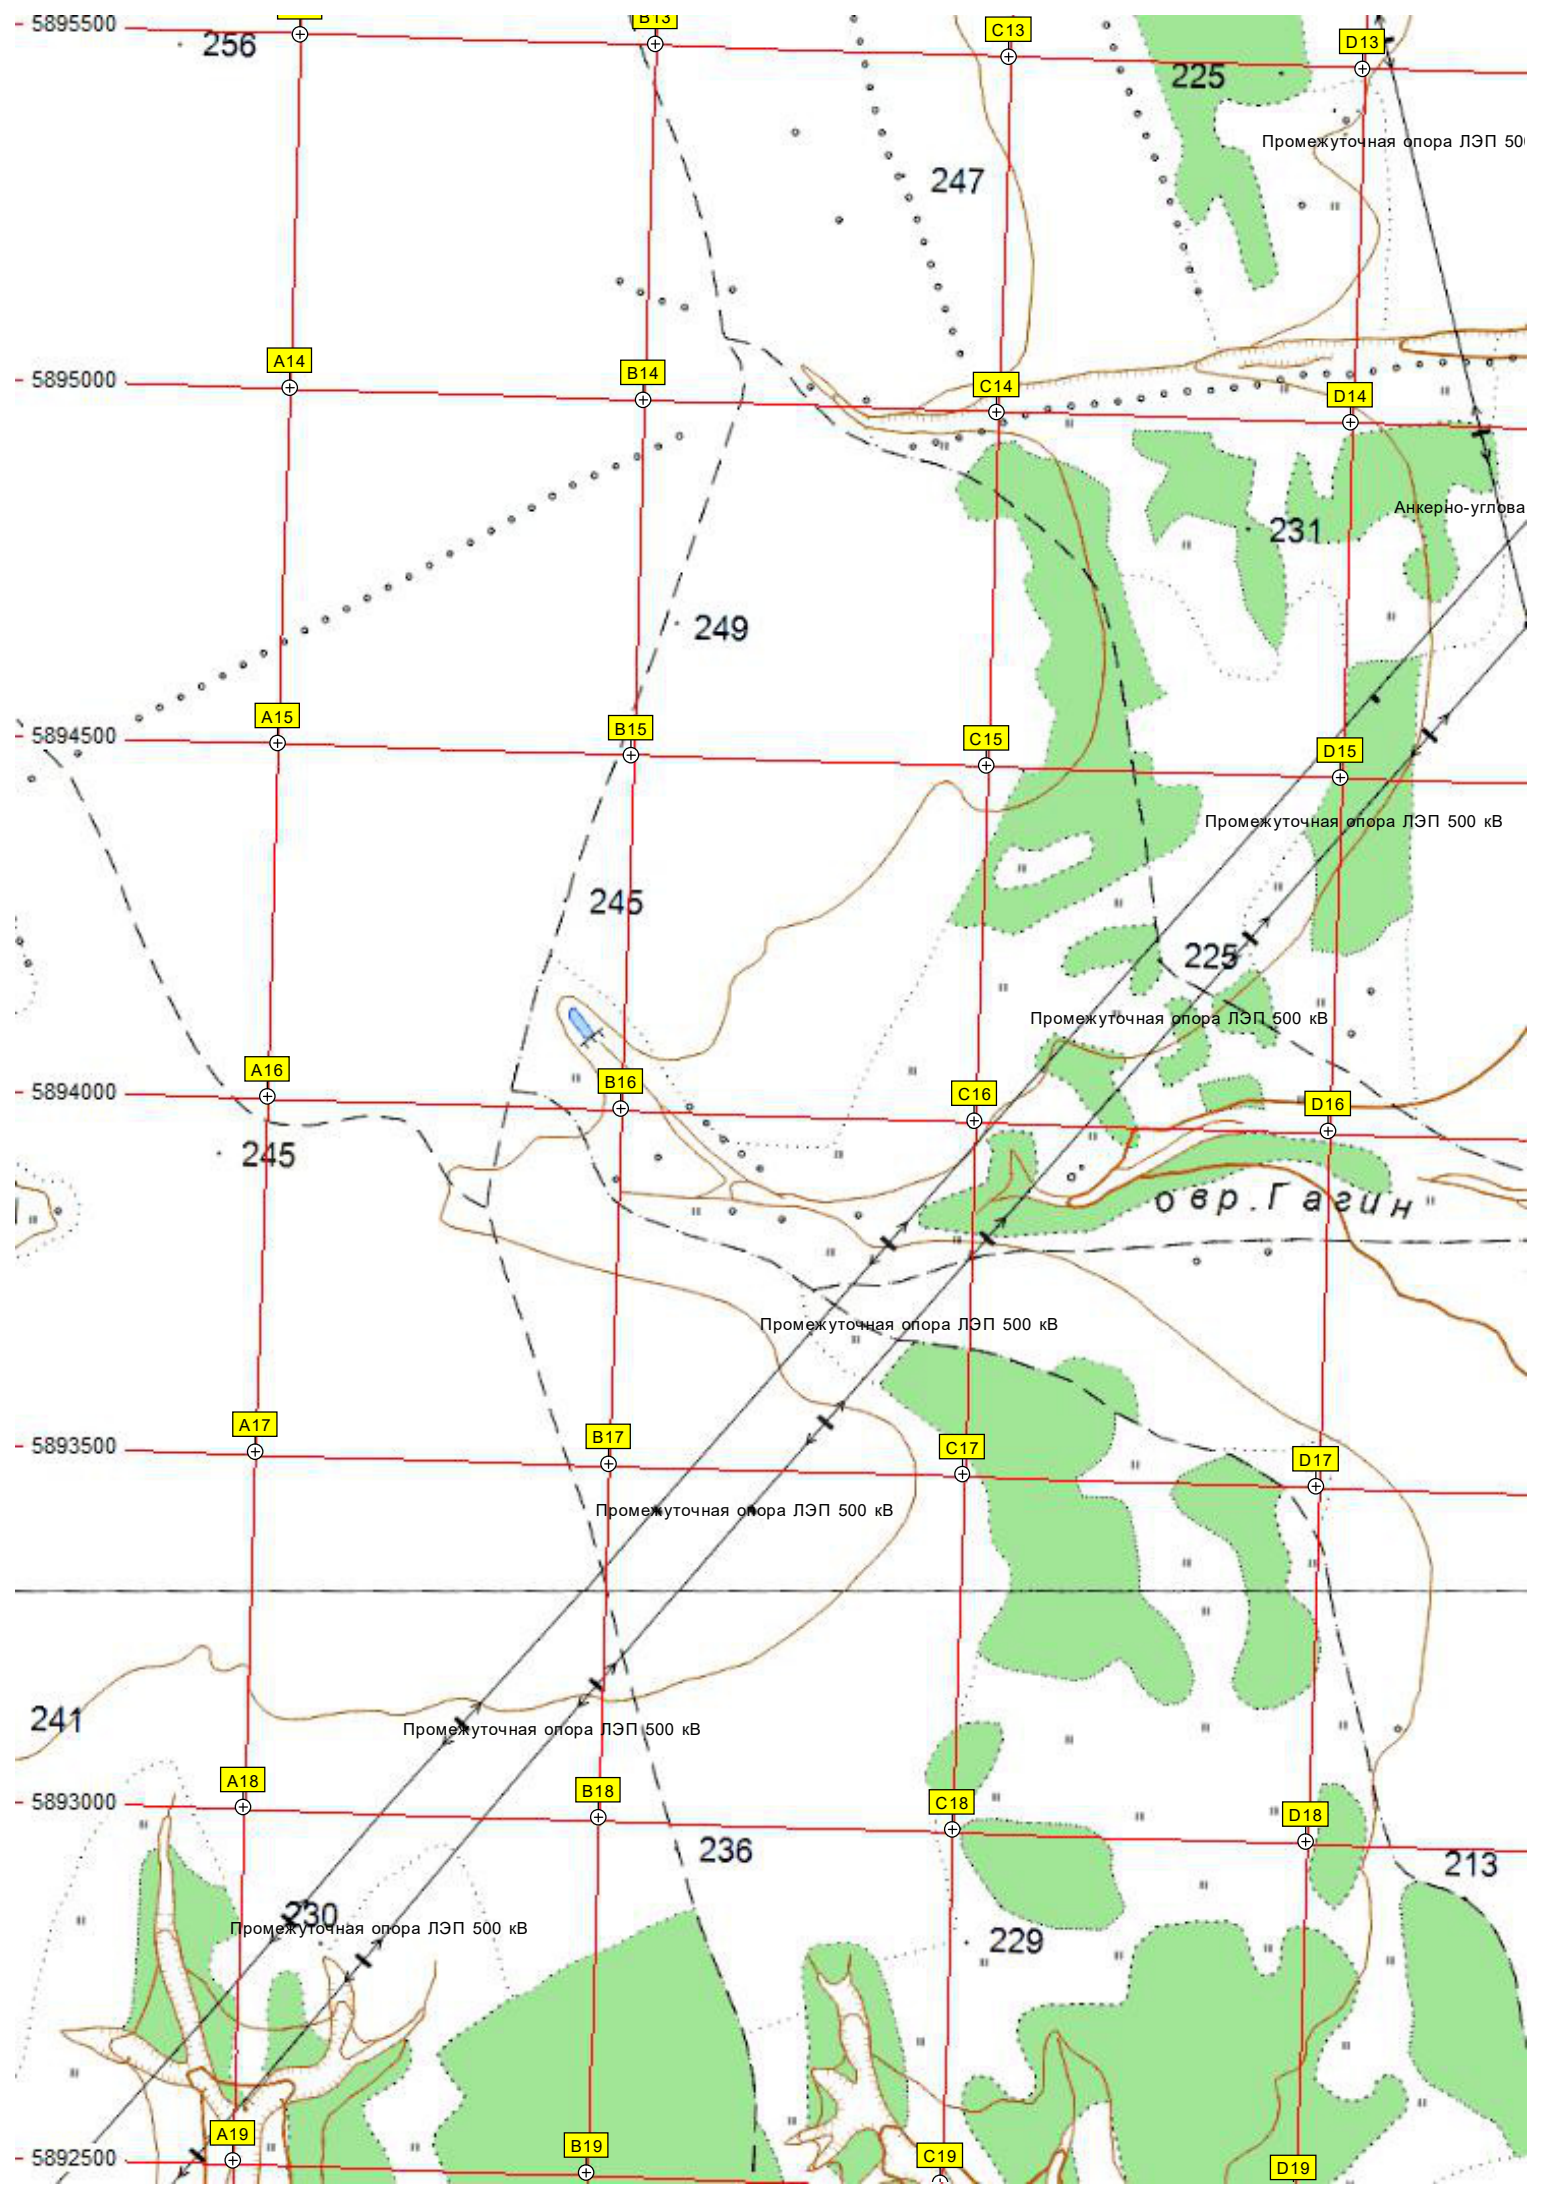 B13
5895500
256
C13
D13
225
Промежуточная опора ЛЭП 50
247
A14
B14
C14
D14
5895000
231
Анкерно-углова
249
A15
B15
C15
D15
5894500
Промежуточная опора ЛЭП 500 кВ
245
225
Промежуточная опора ЛЭП 500 кВ
A16
B16
C16
D16
5894000
245
овр.Гагин
Промежуточная опора ЛЭП 500 кВ
A17
B17
C17
D17
5893500
Промежуточная опора ЛЭП 500 кВ
241
Промежуточная опора ЛЭП 500 кВ
A18
B18
C18
D18
5893000
236
213
230
Промежуточная опора ЛЭП 500 кВ
229
A19
B19
C19
D19
5892500